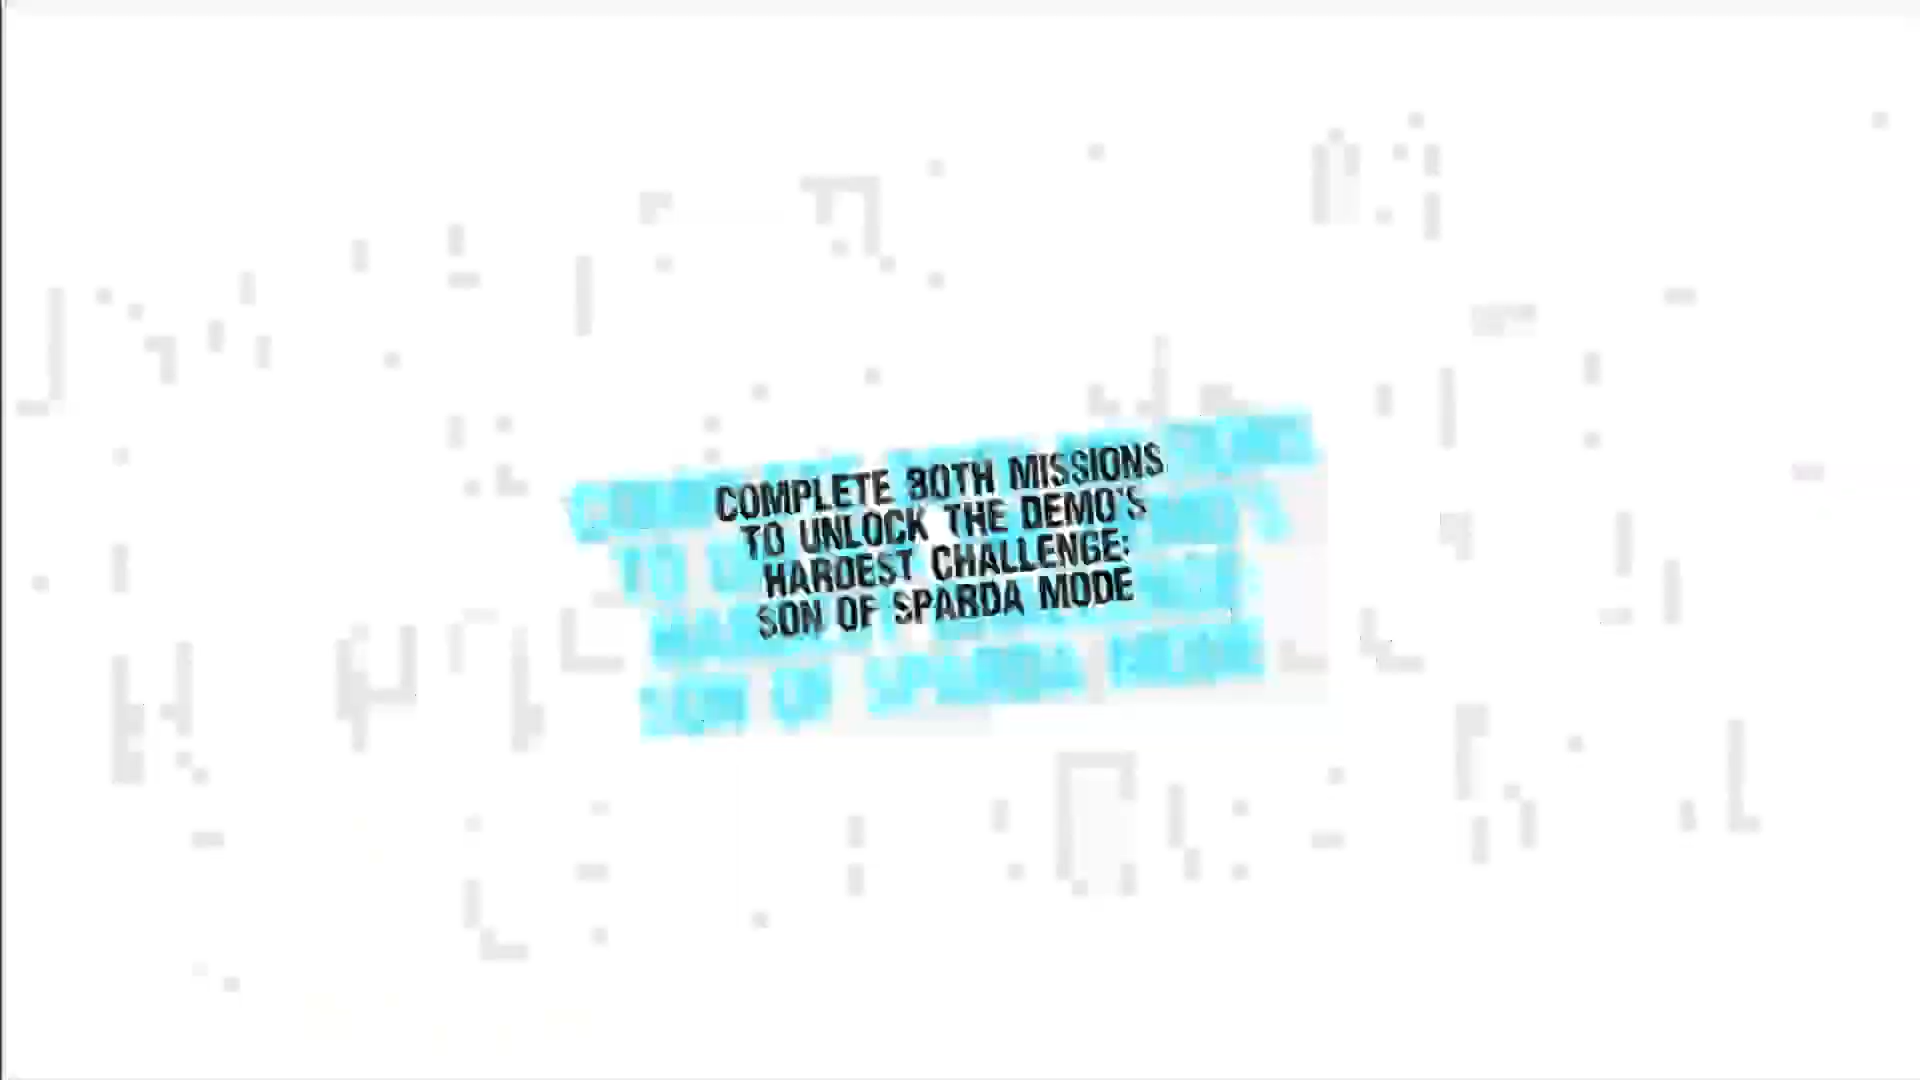 COMPLETE BOTH MISSIONS
TO UNLOCK THE DEMO'S
HARDEST CHALLENGE:
SON OF SPARDA MODE